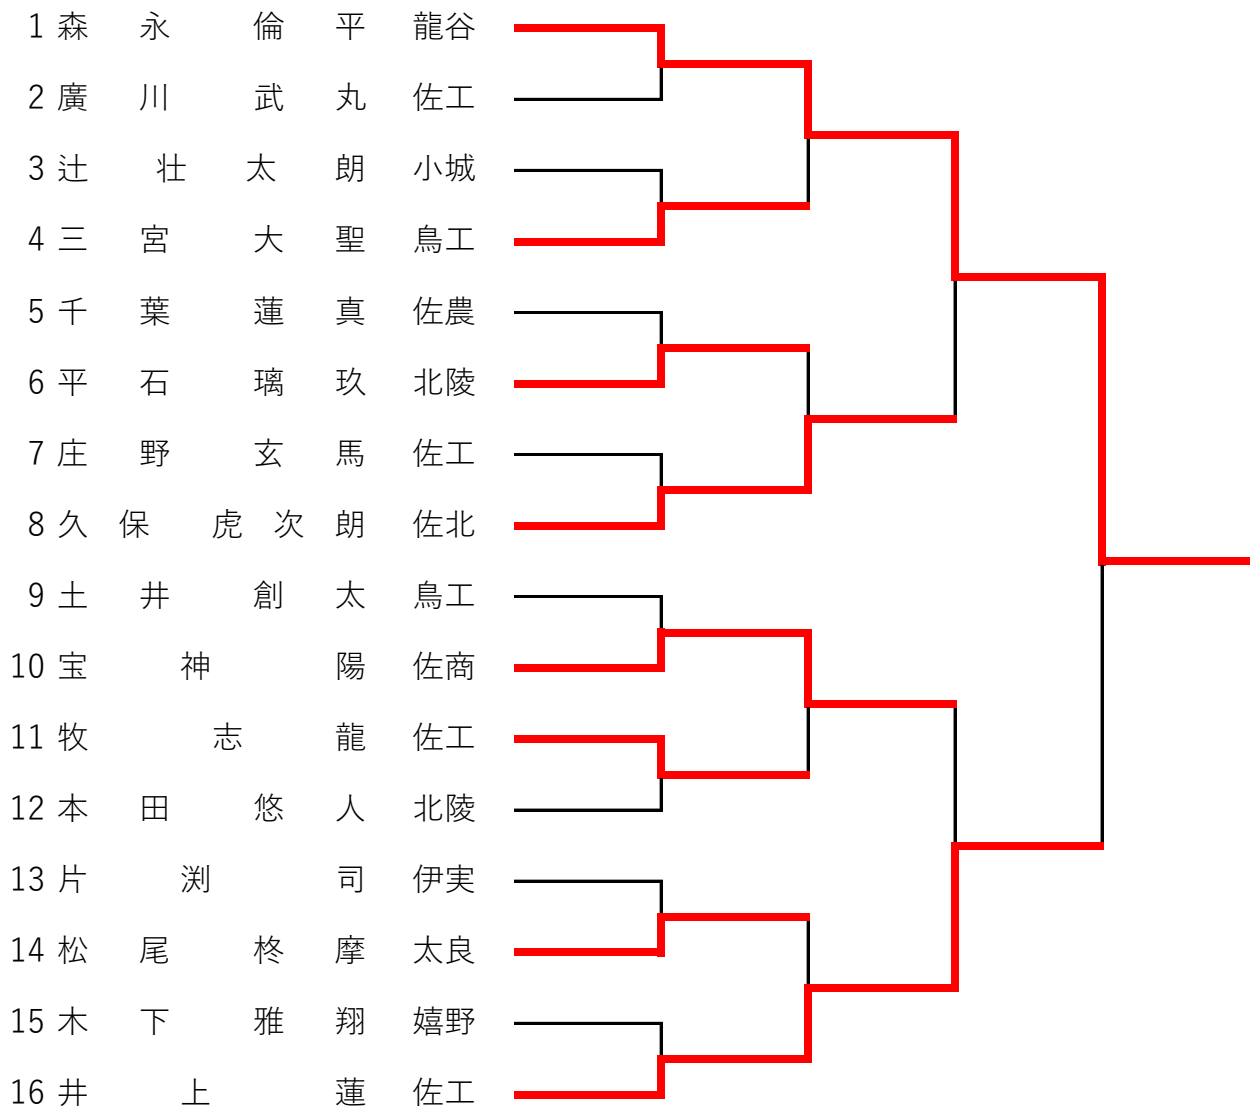 1 森永 倫平 龍谷
2 廣川 武丸 佐工
3 辻 壮太朗 小城
4 三宮 大聖 鳥工
5 千葉 蓮真 佐農
6 平石 璃玖 北陵
7 庄野 玄馬 佐工
8 久保 虎次朗 佐北
9 土井 創太 鳥工
10 宝神 陽 佐商
11 牧 志龍 佐工
12 本田 悠人 北陵
13 片渕 司 伊実
14 松尾 柊摩 太良
15 木下 雅翔 嬉野
16 井上 蓮 佐工